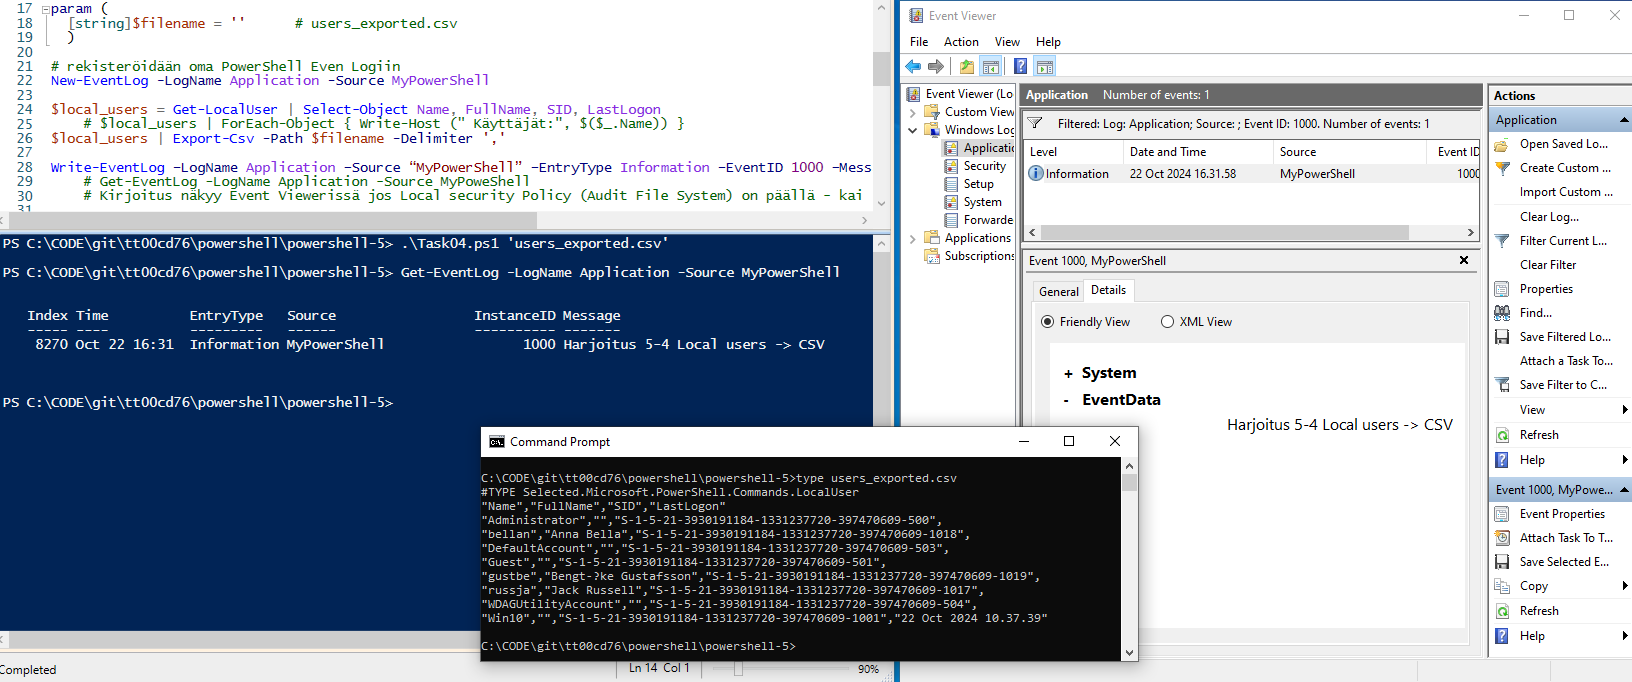 17 param (
18 [string]$filename = '' # users_exported.csv
19 )
20
21 # rekisteröidään oma PowerShell Even Logiin
22 New-EventLog -LogName Application -Source MyPowerShell
23
24 $local_users = Get-LocalUser | Select-Object Name, FullName, SID, LastLogon
25 # $local_users | ForEach-Object { Write-Host (" Käyttäjät:", $($_.Name)) }
26 $local_users | Export-Csv -Path $filename -Delimiter ','
27
28 Write-EventLog -LogName Application -Source “MyPowerShell” -EntryType Information -EventID 1000 -Mess
29 # Get-EventLog -LogName Application -Source MyPoweShell
30 # Kirjoitus näkyy Event Viewerissä jos Local security Policy (Audit File System) on päällä - kai
31
PS C:\CODE\git\tt00cd76\powershell\powershell-5> .\Task04.ps1 'users_exported.csv'
PS C:\CODE\git\tt00cd76\powershell\powershell-5> Get-EventLog -LogName Application -Source MyPowerShell
Index Time EntryType Source InstanceID Message
----- ---- --------- ------ ---------- -------
8270 Oct 22 16:31 Information MyPowerShell 1000 Harjoitus 5-4 Local users -> CSV
PS C:\CODE\git\tt00cd76\powershell\powershell-5>
Completed
Ln 14 Col 1
90%
Command Prompt
C:\CODE\git\tt00cd76\powershell\powershell-5>type users_exported.csv
#TYPE Selected.Microsoft.PowerShell.Commands.LocalUser
"Name","FullName","SID","LastLogon"
"Administrator","","S-1-5-21-3930191184-1331237720-397470609-500",
"bellan","Anna Bella","S-1-5-21-3930191184-1331237720-397470609-1018",
"DefaultAccount","","S-1-5-21-3930191184-1331237720-397470609-503",
"Guest","","S-1-5-21-3930191184-1331237720-397470609-501",
"gustbe","Bengt-?ke Gustafsson","S-1-5-21-3930191184-1331237720-397470609-1019",
"russja","Jack Russell","S-1-5-21-3930191184-1331237720-397470609-1017",
"WDAGUtilityAccount","","S-1-5-21-3930191184-1331237720-397470609-504",
"Win10","","S-1-5-21-3930191184-1331237720-397470609-1001","22 Oct 2024 10.37.39"
C:\CODE\git\tt00cd76\powershell\powershell-5>
Event Viewer
File Action View Help
Event Viewer (Lo
Custom View
Windows Log
Applicatic
Security
Setup
System
Forwarde
Applications
Subscriptions
Application Number of events: 1
Filtered: Log: Application; Source: ; Event ID: 1000. Number of events: 1
Level Date and Time Source Event ID
Information 22 Oct 2024 16.31.58 MyPowerShell 1000
Event 1000, MyPowerShell
General Details
Friendly View XML View
+ System
- EventData
Harjoitus 5-4 Local users -> CSV
Actions
Application
Open Saved Lo...
Create Custom ...
Import Custom ...
Clear Log...
Filter Current L...
Clear Filter
Properties
Find...
Save Filtered Lo...
Attach a Task To...
Save Filter to C...
View
Refresh
Help
Event 1000, MyPowe...
Event Properties
Attach Task To T...
Save Selected E...
Copy
Refresh
Help